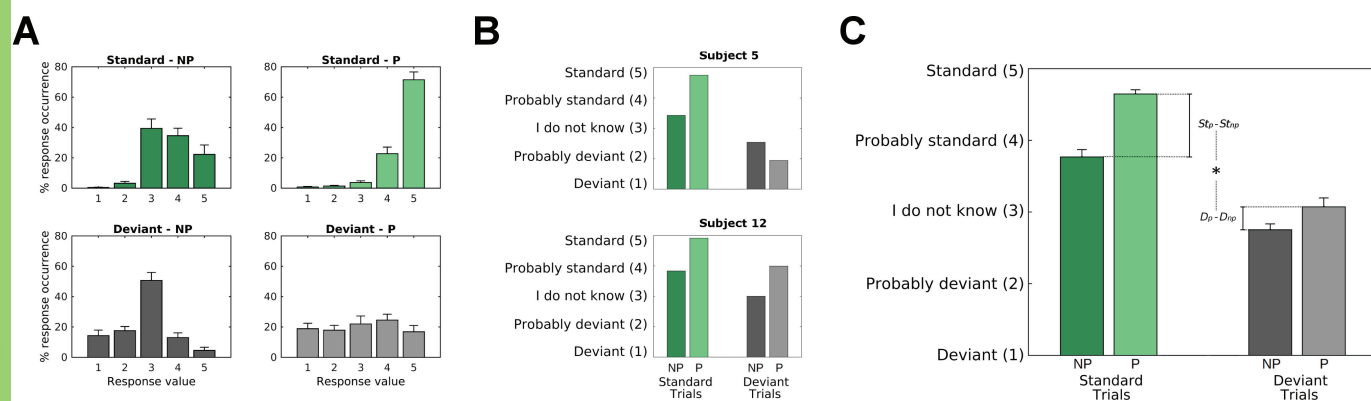 A
Standard - NP
Standard - P
% response occurrence
80
60
40
20
0
1 2 3 4 5
80
60
40
20
0
1 2 3 4 5
Deviant - NP
Deviant - P
% response occurrence
80
60
40
20
0
1 2 3 4 5
Response value
80
60
40
20
0
1 2 3 4 5
Response value
B
Subject 5
Standard (5)
Probably standard (4)
I do not know (3)
Probably deviant (2)
Deviant (1)
Subject 12
Standard (5)
Probably standard (4)
I do not know (3)
Probably deviant (2)
Deviant (1)
NP P NP P
Standard Trials
Deviant Trials
C
Standard (5)
Probably standard (4)
I do not know (3)
Probably deviant (2)
Deviant (1)
Stp-Stnp
*
Dp-Dnp
NP P NP P
Standard Trials
Deviant Trials